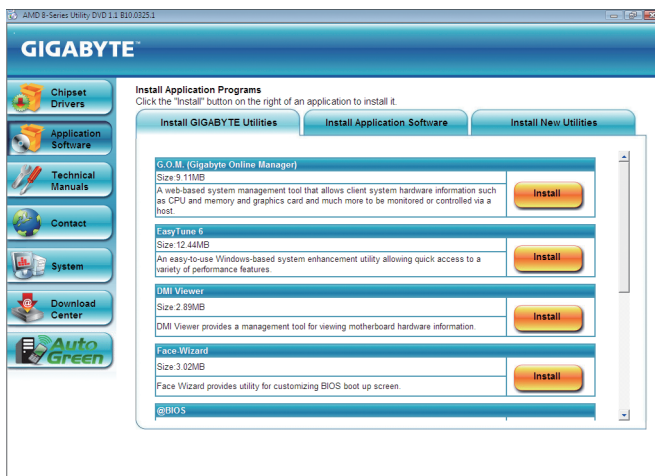 AMD 8-Series Utility DVD 1.1 B10.0325.1
GIGABYTE™
Chipset
Drivers
Application
Software
Technical
Manuals
Contact
System
Download
Center
Auto
Green
Install Application Programs
Click the "Install" button on the right of an application to install it.
Install GIGABYTE Utilities
Install Application Software
Install New Utilities
G.O.M. (Gigabyte Online Manager)
Size:9.11MB
A web-based system management tool that allows client system hardware information such
as CPU and memory and graphics card and much more to be monitored or controlled via a
host.
Install
EasyTune 6
Size:12.44MB
An easy-to-use Windows-based system enhancement utility allowing quick access to a
variety of performance features.
Install
DMI Viewer
Size:2.89MB
DMI Viewer provides a management tool for viewing motherboard hardware information.
Install
Face-Wizard
Size:3.02MB
Face Wizard provides utility for customizing BIOS boot up screen.
Install
@BIOS